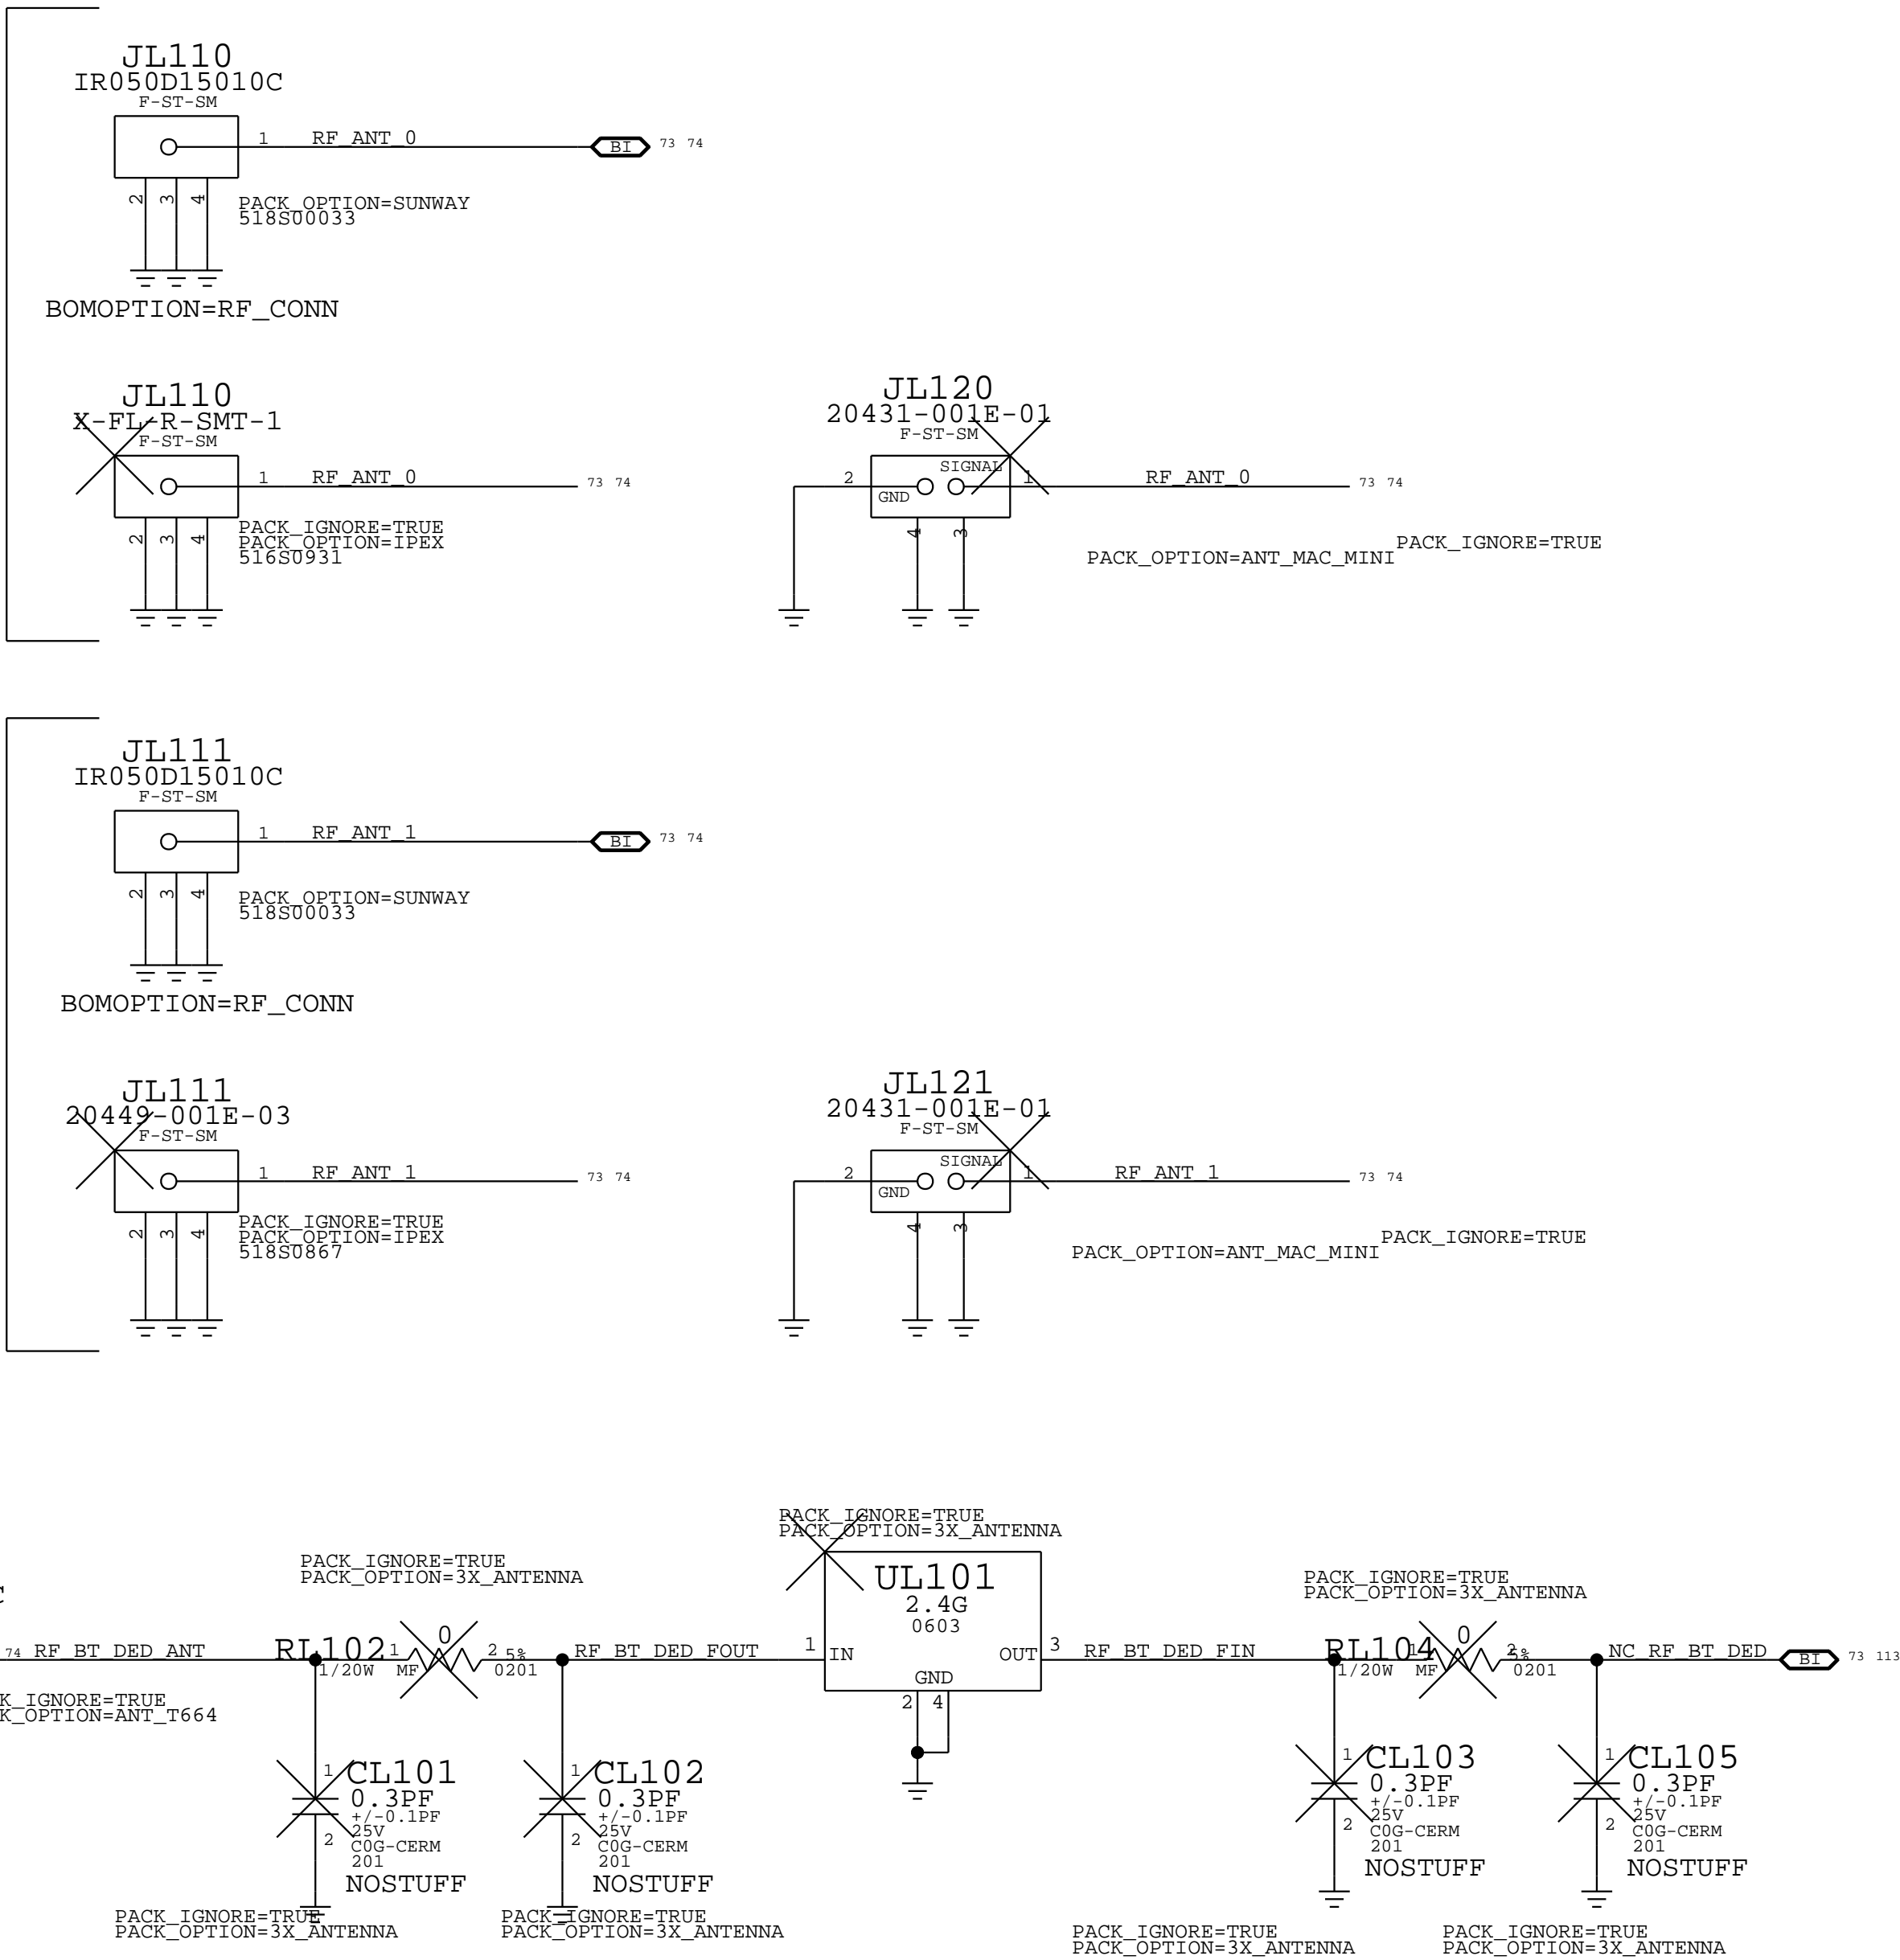 JL110
IR050D15010C
F-ST-SM
1
RF_ANT_0
BI
73 74
2
3
4
PACK_OPTION=SUNWAY
518S00033
BOMOPTION=RF_CONN
JL110
X-FL-R-SMT-1
F-ST-SM
1
RF_ANT_0
73 74
2
3
4
PACK_IGNORE=TRUE
PACK_OPTION=IPEX
516S0931
JL120
20431-001E-01
F-ST-SM
SIGNAL
2
GND
1
RF_ANT_0
73 74
4
3
PACK_IGNORE=TRUE
PACK_OPTION=ANT_MAC_MINI
JL111
IR050D15010C
F-ST-SM
1
RF_ANT_1
BI
73 74
2
3
4
PACK_OPTION=SUNWAY
518S00033
BOMOPTION=RF_CONN
JL111
20449-001E-03
F-ST-SM
1
RF_ANT_1
73 74
2
3
4
PACK_IGNORE=TRUE
PACK_OPTION=IPEX
518S0867
JL121
20431-001E-01
F-ST-SM
SIGNAL
2
GND
1
RF_ANT_1
73 74
4
3
PACK_IGNORE=TRUE
PACK_OPTION=ANT_MAC_MINI
PACK_IGNORE=TRUE
PACK_OPTION=3X_ANTENNA
PACK_IGNORE=TRUE
PACK_OPTION=3X_ANTENNA
UL101
2.4G
0603
1
IN
OUT
3
GND
2
4
PACK_IGNORE=TRUE
PACK_OPTION=3X_ANTENNA
74
RF_BT_DED_ANT
RL102
1
0
2
5%
1/20W
MF
0201
RF_BT_DED_FOUT
RF_BT_DED_FIN
RL104
1
0
2
5%
1/20W
MF
0201
NC_RF_BT_DED
BI
73 113
K_IGNORE=TRUE
K_OPTION=ANT_T664
1
CL101
0.3PF
+/-0.1PF
25V
2
C0G-CERM
201
NOSTUFF
PACK_IGNORE=TRUE
PACK_OPTION=3X_ANTENNA
1
CL102
0.3PF
+/-0.1PF
25V
2
C0G-CERM
201
NOSTUFF
PACK_IGNORE=TRUE
PACK_OPTION=3X_ANTENNA
1
CL103
0.3PF
+/-0.1PF
25V
2
C0G-CERM
201
NOSTUFF
PACK_IGNORE=TRUE
PACK_OPTION=3X_ANTENNA
1
CL105
0.3PF
+/-0.1PF
25V
2
C0G-CERM
201
NOSTUFF
PACK_IGNORE=TRUE
PACK_OPTION=3X_ANTENNA